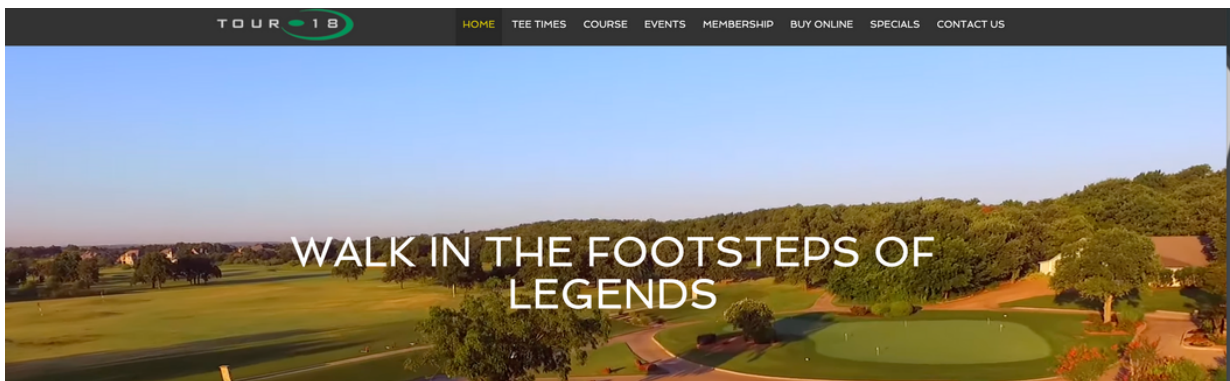 TOUR 18
HOME TEE TIMES COURSE EVENTS MEMBERSHIP BUY ONLINE SPECIALS CONTACT US
WALK IN THE FOOTSTEPS OF
LEGENDS